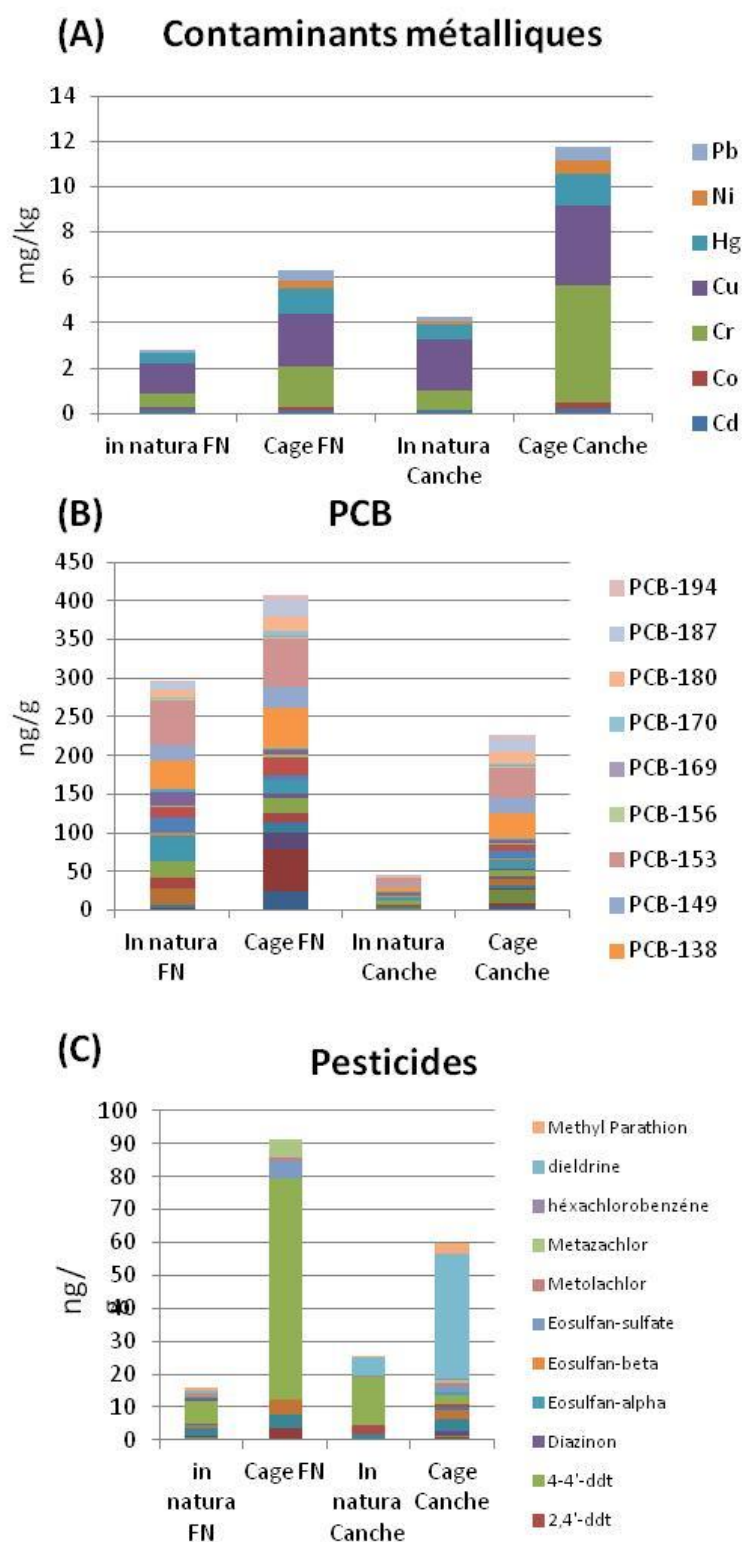 (A) Contaminants métalliques
14
12
10
8
6
4
2
0
mg/kg
in natura FN
Cage FN
In natura
Canche
Cage Canche
Pb
Ni
Hg
Cu
Cr
Co
Cd
(B) PCB
450
400
350
300
250
200
150
100
50
0
ng/g
In natura
FN
Cage FN
In natura
Canche
Cage
Canche
PCB-194
PCB-187
PCB-180
PCB-170
PCB-169
PCB-156
PCB-153
PCB-149
PCB-138
(C) Pesticides
100
90
80
70
60
50
40
30
20
10
0
ng/
in
natura
FN
Cage FN
In
natura
Canche
Cage
Canche
Methyl Parathion
dieldrine
héxachlorobenzéne
Metazachlor
Metolachlor
Eosulfan-sulfate
Eosulfan-beta
Eosulfan-alpha
Diazinon
4-4'-ddt
2,4'-ddt